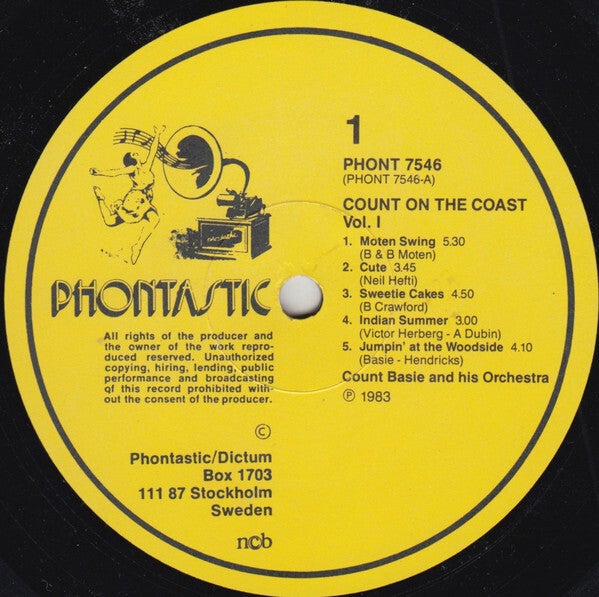 1
PHONT 7546
(PHONT 7546-A)
COUNT ON THE COAST
Vol. I
1. Moten Swing 5.30
(B & B Moten)
2. Cute 3.45
(Neil Hefti)
3. Sweetie Cakes 4.50
(B Crawford)
4. Indian Summer 3.00
(Victor Herberg - A Dubin)
5. Jumpin' at the Woodside 4.10
(Basie - Hendricks)
Count Basie and his Orchestra
Ⓟ 1983
PHONTASTIC
All rights of the producer and
the owner of the work repro-
duced reserved. Unauthorized
copying, hiring, lending, public
performance and broadcasting
of this record prohibited with-
out the consent of the producer.
©
Phontastic/Dictum
Box 1703
111 87 Stockholm
Sweden
ncb